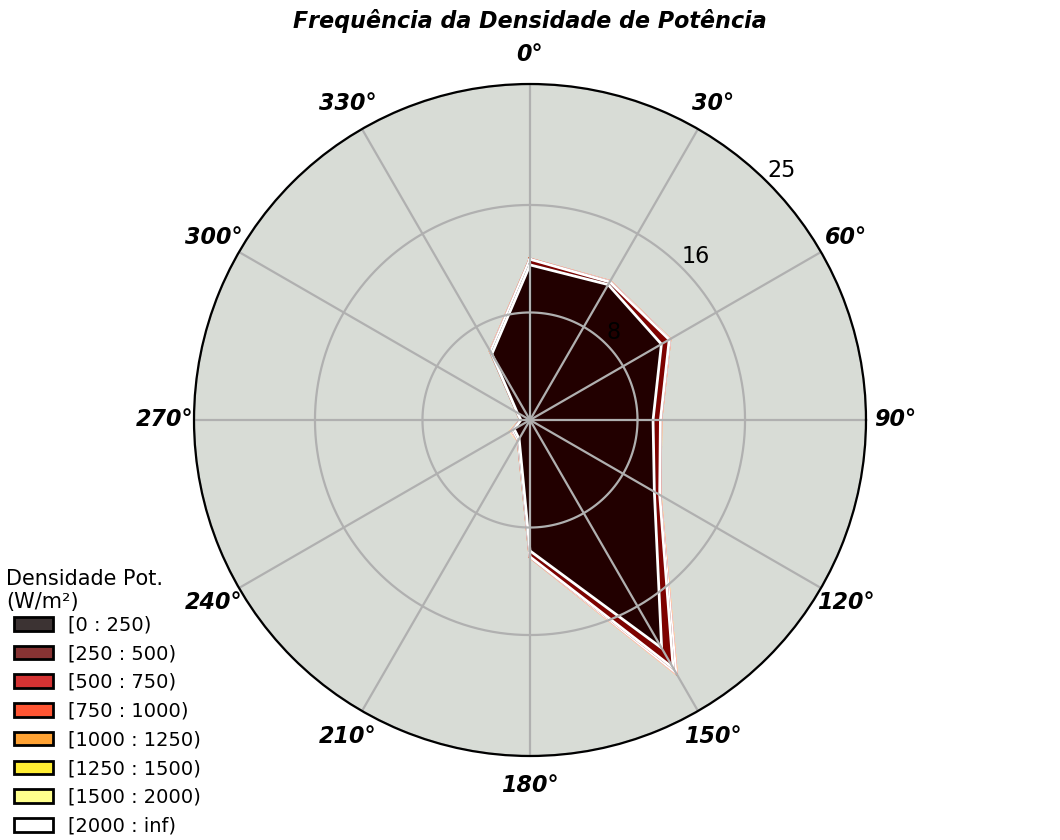 Frequência da Densidade de Potência
0°
330°
30°
25
300°
60°
16
8
270°
90°
240°
120°
210°
150°
180°
Densidade Pot.
(W/m²)
[0 : 250)
[250 : 500)
[500 : 750)
[750 : 1000)
[1000 : 1250)
[1250 : 1500)
[1500 : 2000)
[2000 : inf)